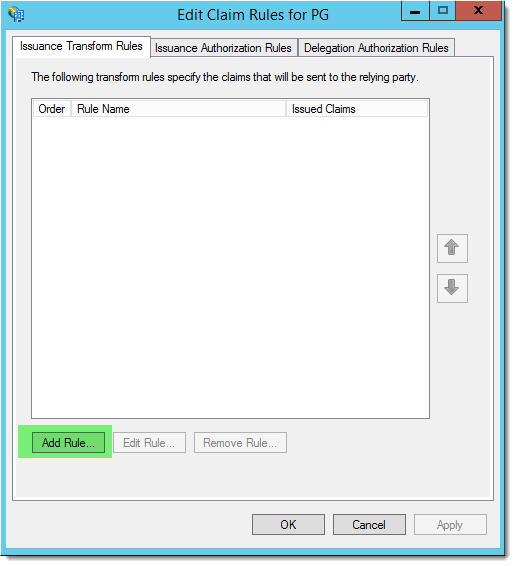 Edit Claim Rules for PG
Issuance Transform Rules Issuance Authorization Rules Delegation Authorization Rules
The following transform rules specify the claims that will be sent to the relying party.
Order Rule Name Issued Claims
Add Rule... Edit Rule... Remove Rule...
OK Cancel Apply